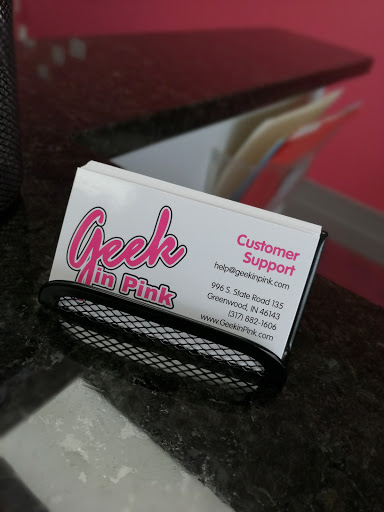 Geek
in Pink
Customer
Support
help@geekinpink.com
996 S. State Road 135
Greenwood, IN 46143
(317) 882-1606
www.GeekinPink.com